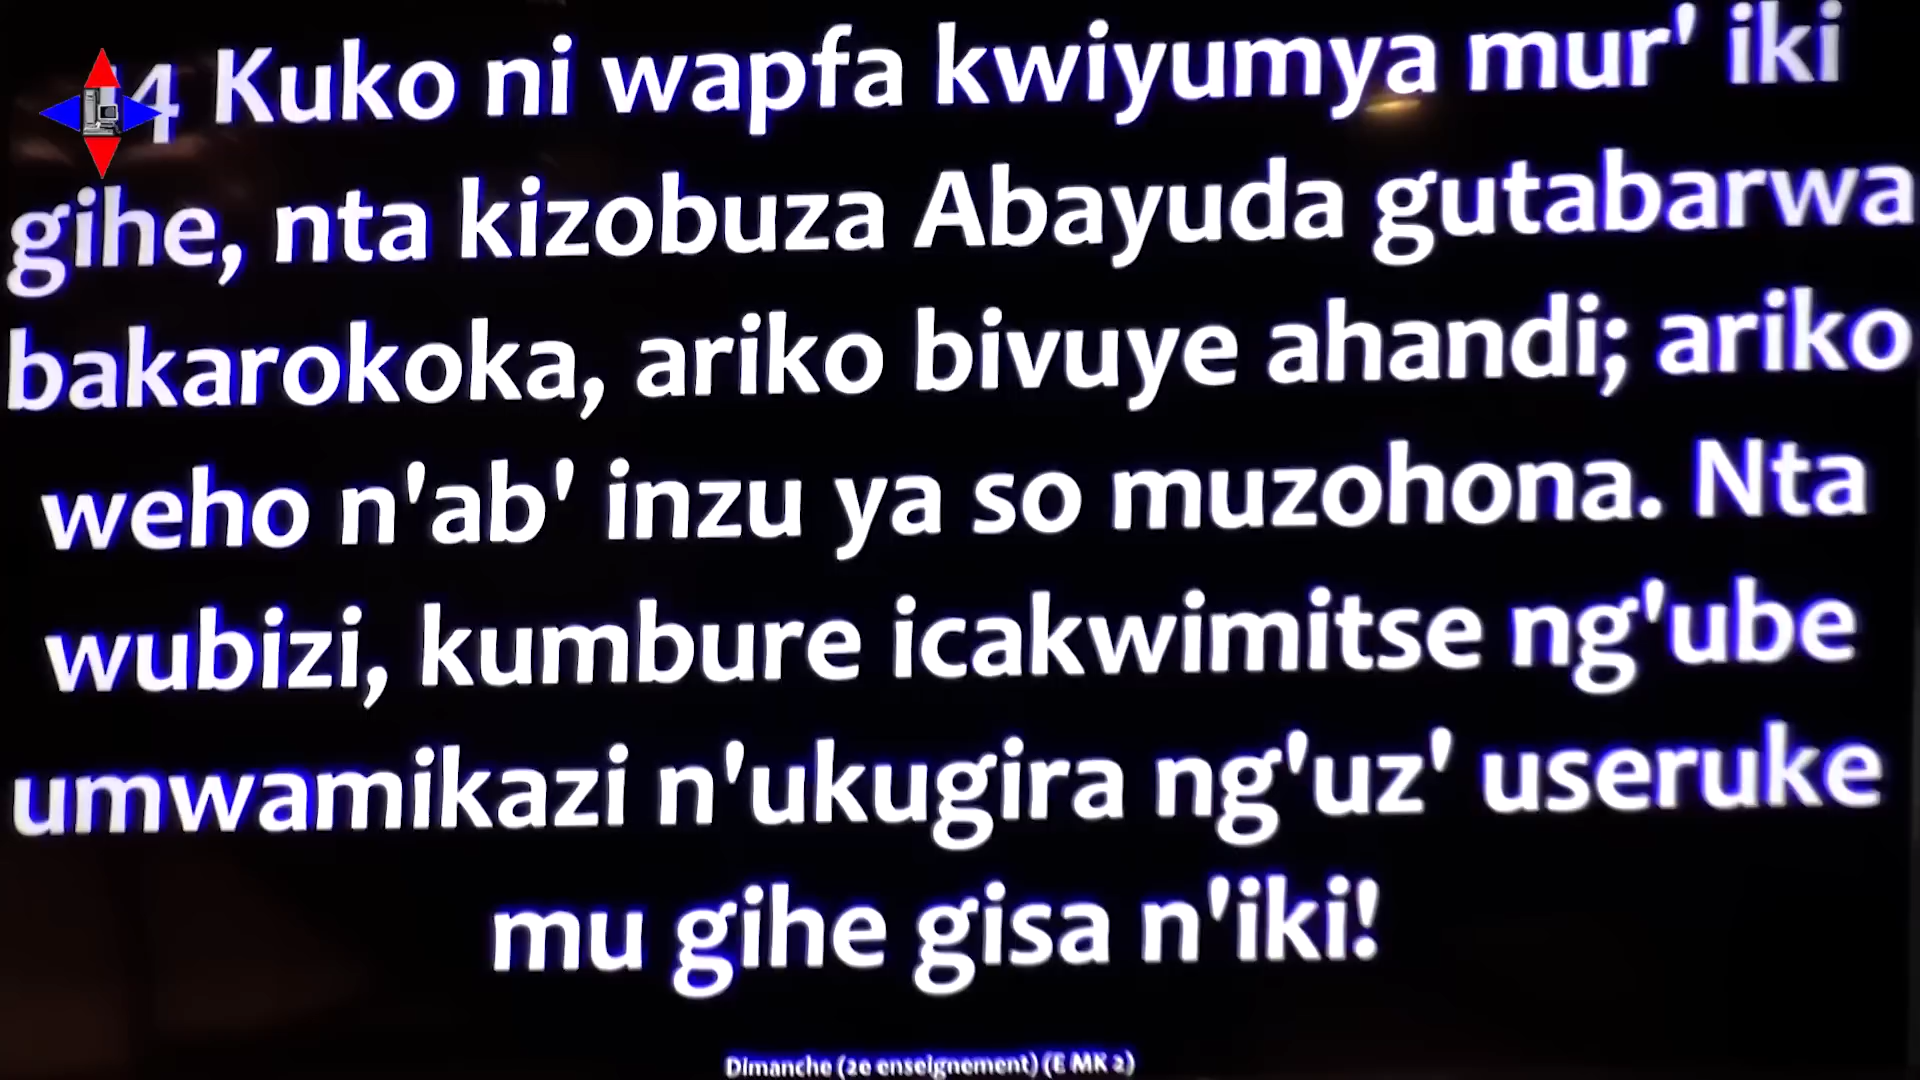 14 Kuko ni wapfa kwiyumya mur' iki
gihe, nta kizobuza Abayuda gutabarwa
bakarokoka, ariko bivuye ahandi; ariko
weho n'ab' inzu ya so muzohona. Nta
wubizi, kumbure icakwimitse ng'ube
umwamikazi n'ukugira ng'uz' useruke
mu gihe gisa n'iki!
Dimanche (2e enseignement) (E MK 2)